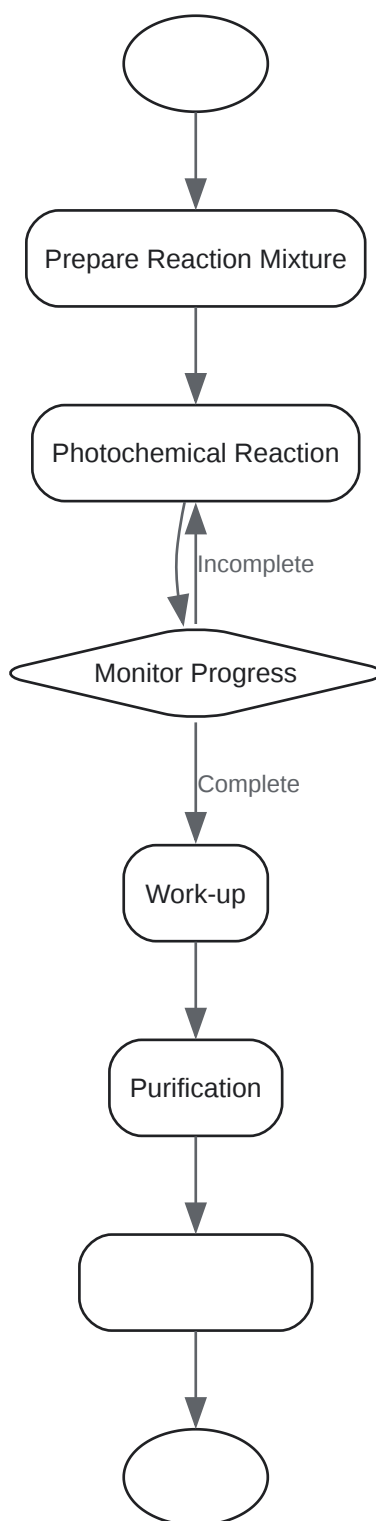 Prepare Reaction Mixture
Photochemical Reaction
Incomplete
Monitor Progress
Complete
Work-up
Purification